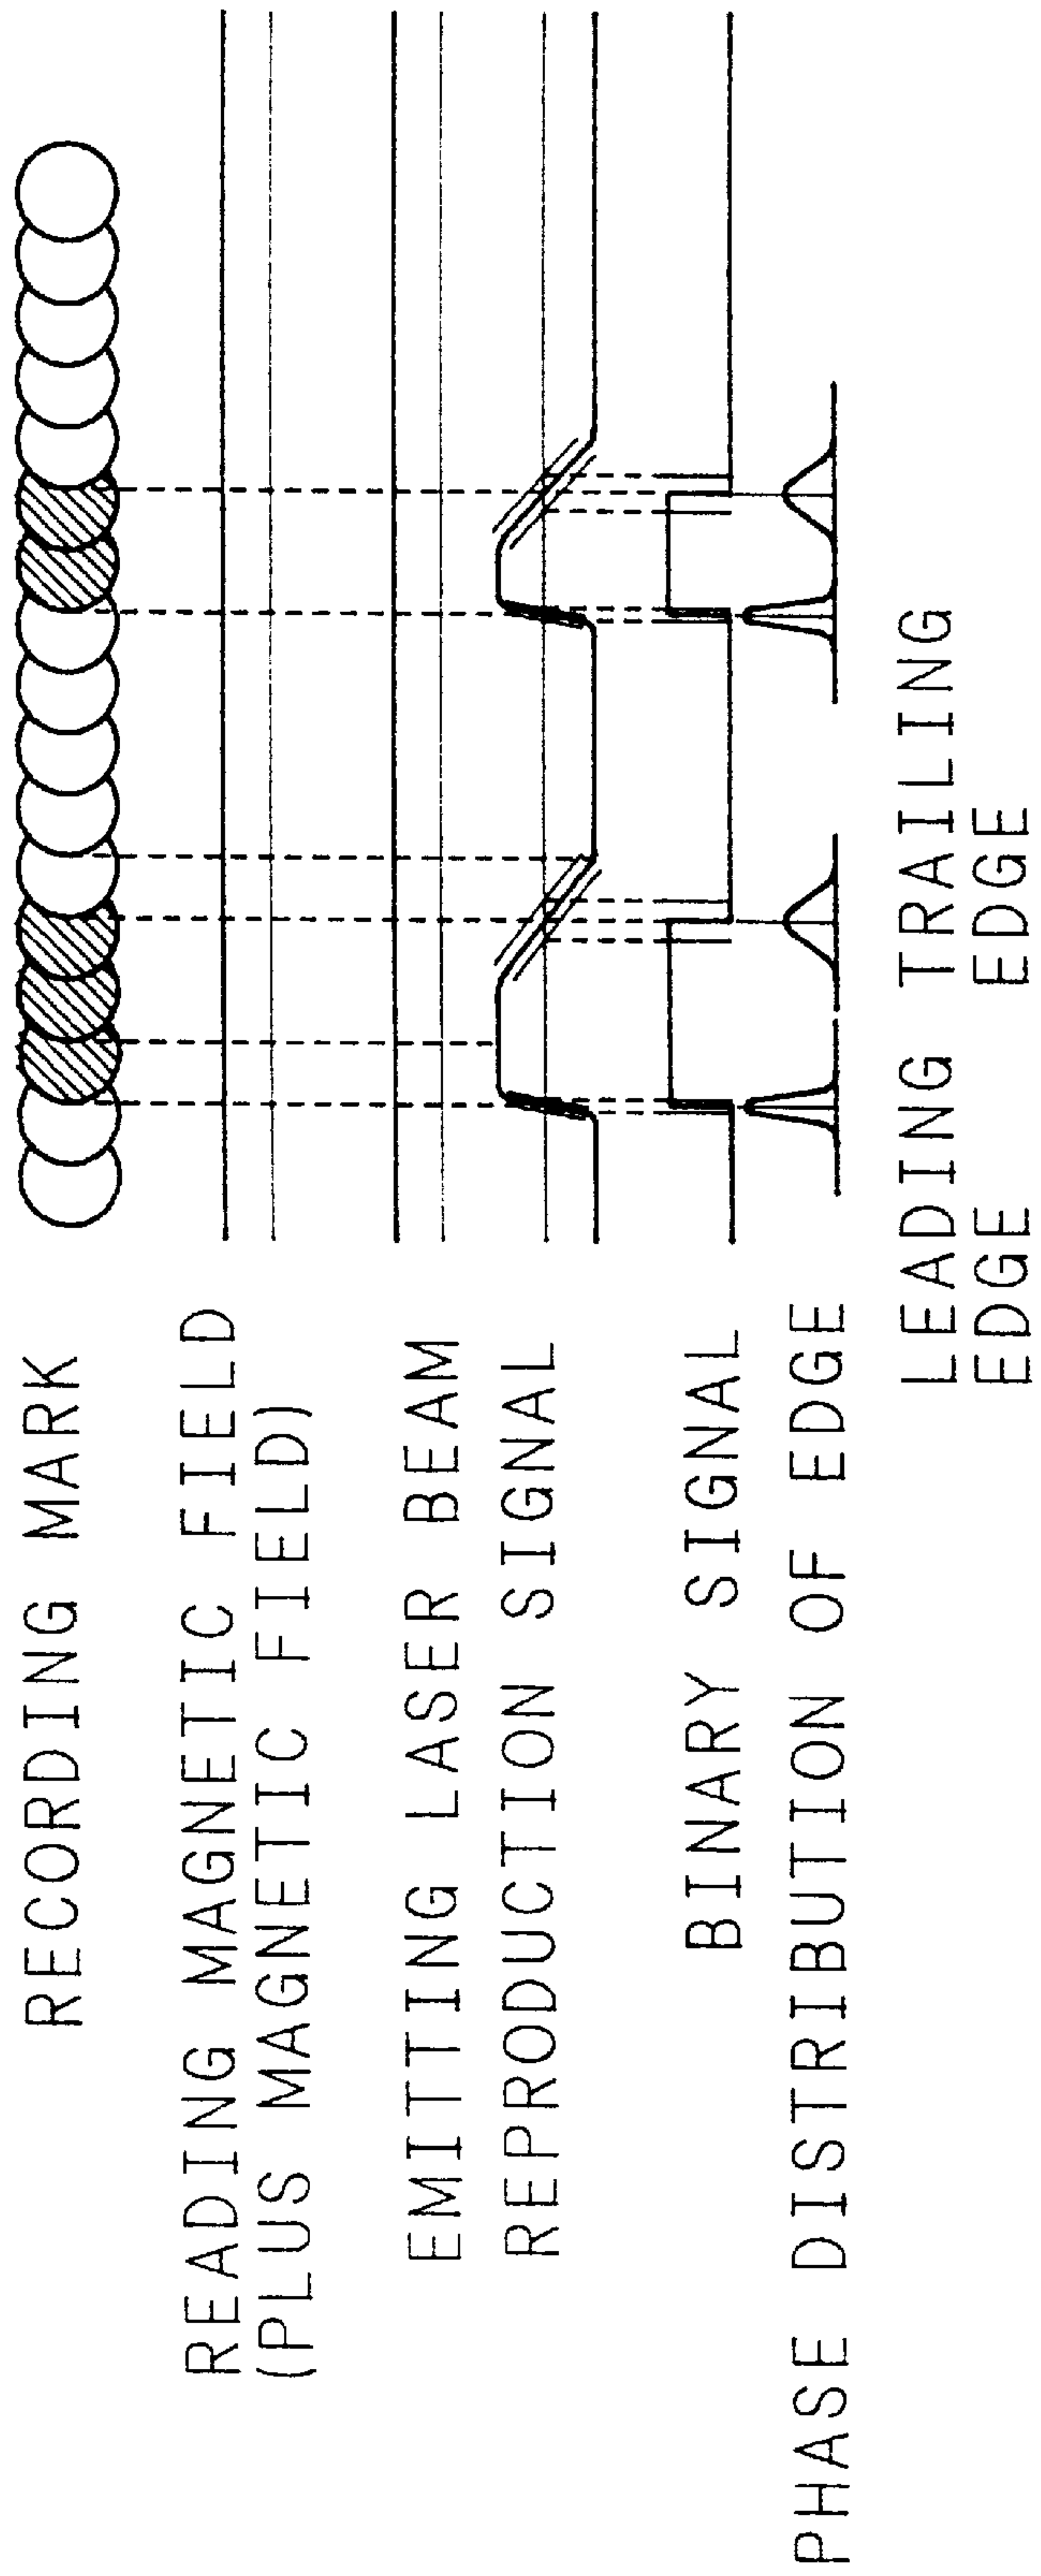 RECORDING MARK
READING MAGNETIC FIELD
(PLUS MAGNETIC FIELD)
EMITTING LASER BEAM
REPRODUCTION SIGNAL
BINARY SIGNAL
PHASE DISTRIBUTION OF EDGE
LEADING TRAILING
EDGE EDGE